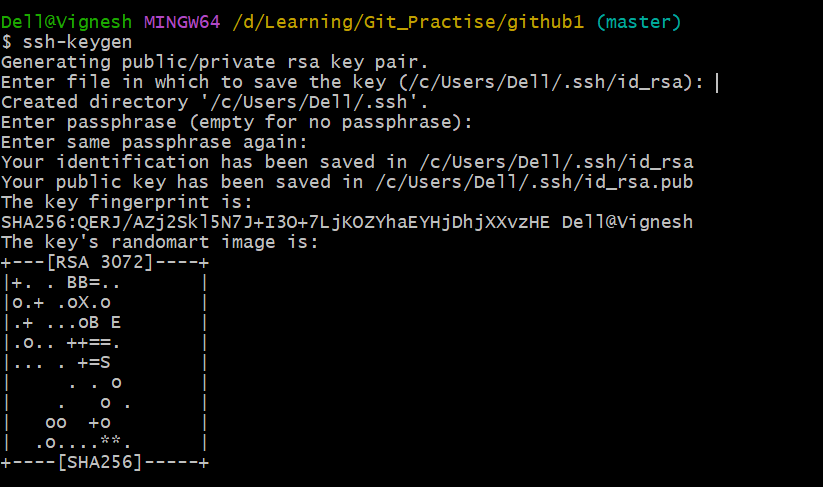 Dell@Vignesh MINGW64 /d/Learning/Git_Practise/github1 (master)
$ ssh-keygen
Generating public/private rsa key pair.
Enter file in which to save the key (/c/Users/Dell/.ssh/id_rsa):
Created directory '/c/Users/Dell/.ssh'.
Enter passphrase (empty for no passphrase):
Enter same passphrase again:
Your identification has been saved in /c/Users/Dell/.ssh/id_rsa
Your public key has been saved in /c/Users/Dell/.ssh/id_rsa.pub
The key fingerprint is:
SHA256:QERJ/AZj2Skl5N7J+I3O+7LjKOZYhaEYHjDhjXXvzHE Dell@Vignesh
The key's randomart image is:
+---[RSA 3072]----+
|+. . BB=..       |
|o.+ .oX.o        |
|.+ ...oB E       |
|.o.. ++==.       |
|... . +=S        |
|     . . o       |
|    .   o .      |
|   oo  +o        |
|  .o....**.      |
+----[SHA256]-----+